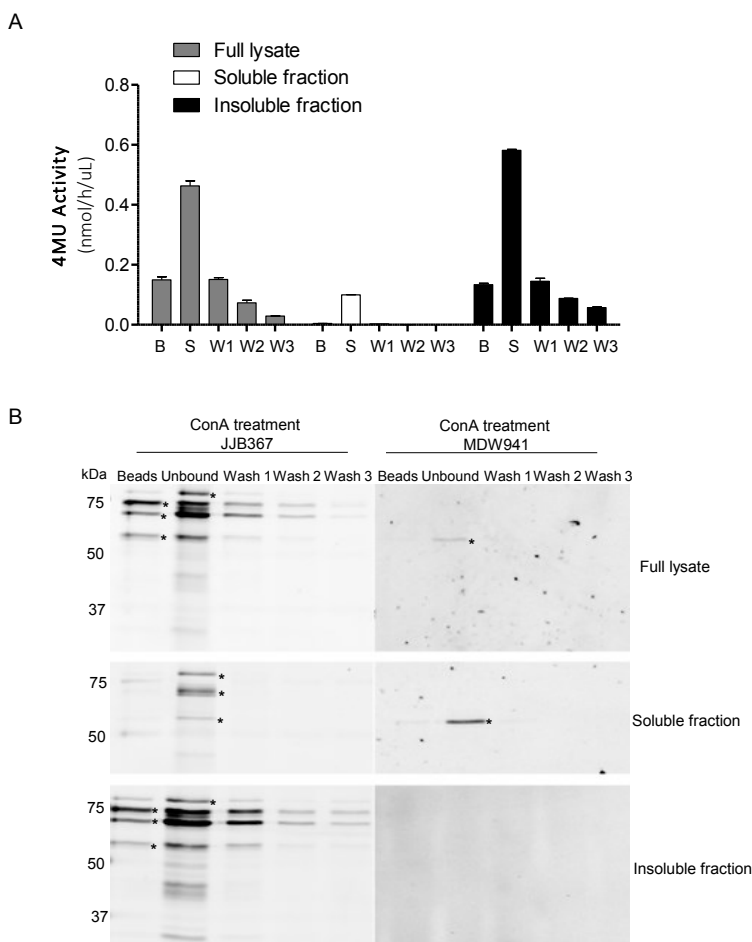 A
Full lysate
Soluble fraction
Insoluble fraction
4MU Activity
(nmol/h/uL)
0.8
0.6
0.4
0.2
0.0
B S W1 W2 W3 B S W1 W2 W3 B S W1 W2 W3
B
ConA treatment
JJB367
ConA treatment
MDW941
kDa Beads Unbound Wash 1 Wash 2 Wash 3 Beads Unbound Wash 1 Wash 2 Wash 3
75
*
*
*
*
*
50
37
Full lysate
75
*
*
*
*
50
Soluble fraction
75
*
*
*
*
50
37
Insoluble fraction